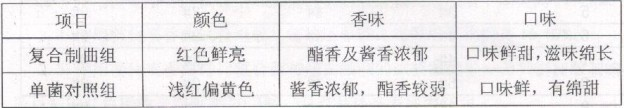 项目 颜色 香味 口味
复合制曲组 红色鲜亮 酯香及酱香浓郁 口味鲜甜,滋味绵长
单菌对照组 浅红偏黄色 酱香浓郁，酯香较弱 口味鲜，有绵甜